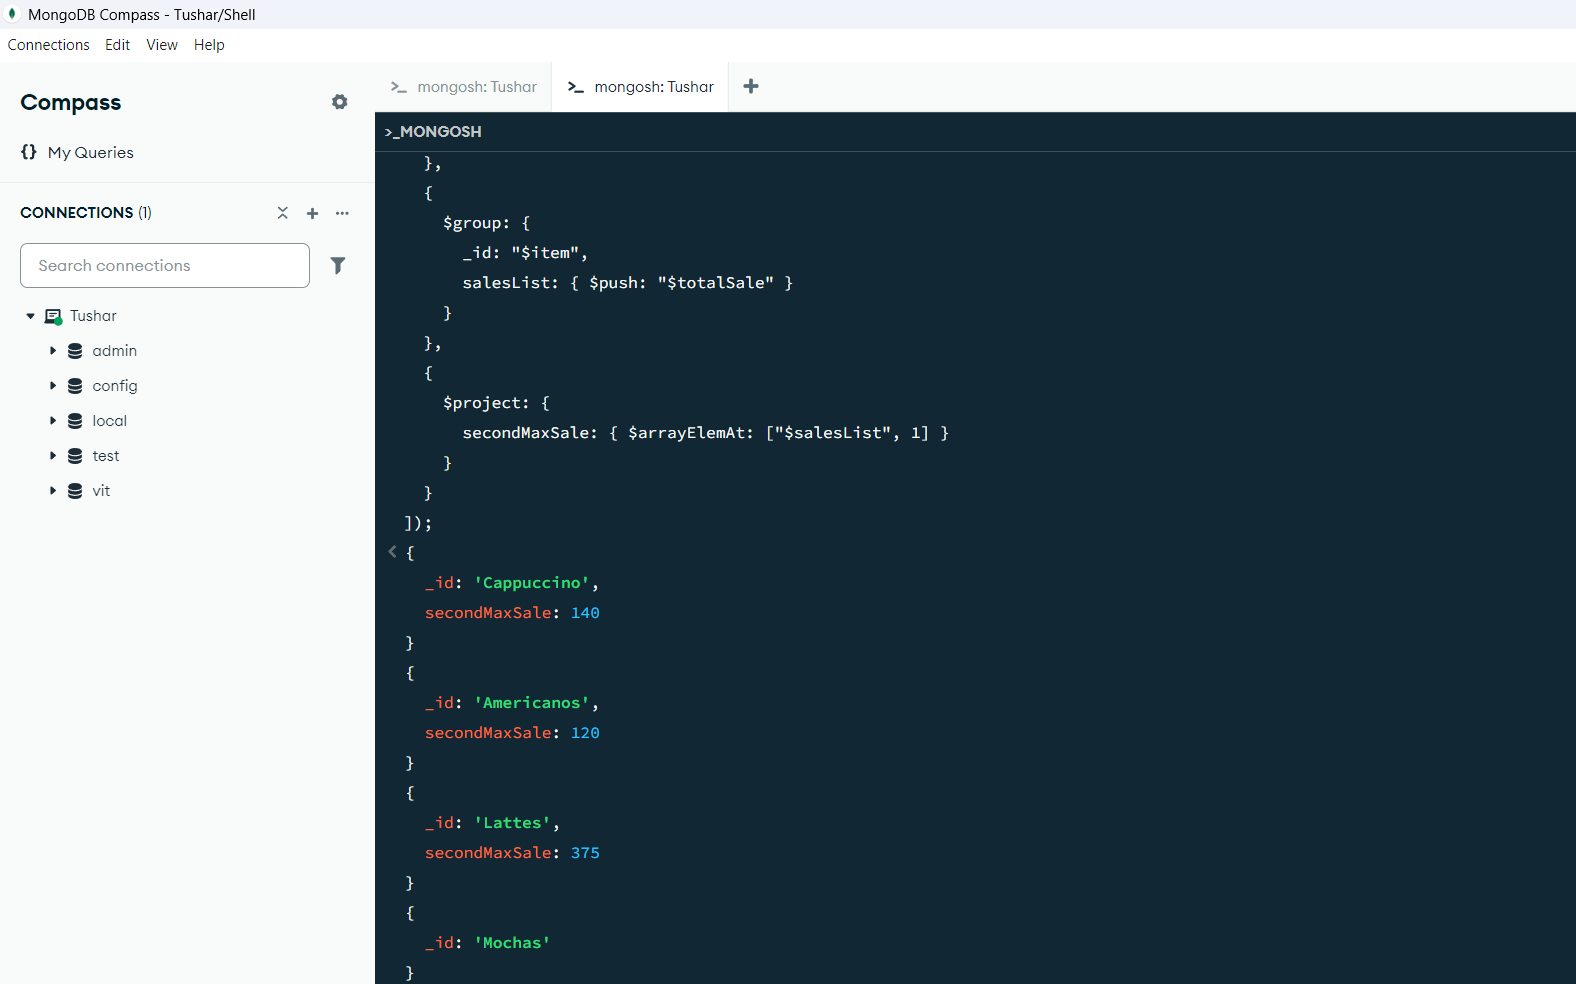 MongoDB Compass - Tushar/Shell
Connections Edit View Help
Compass
My Queries
CONNECTIONS (1)
Search connections
Tushar
admin
config
local
test
vit
mongosh: Tushar
mongosh: Tushar
>_MONGOSH
},
{
$group: {
_id: "$item",
salesList: { $push: "$totalSale" }
}
},
{
$project: {
secondMaxSale: { $arrayElemAt: ["$salesList", 1] }
}
}
]);
{
_id: 'Cappuccino',
secondMaxSale: 140
}
{
_id: 'Americanos',
secondMaxSale: 120
}
{
_id: 'Lattes',
secondMaxSale: 375
}
{
_id: 'Mochas'
}